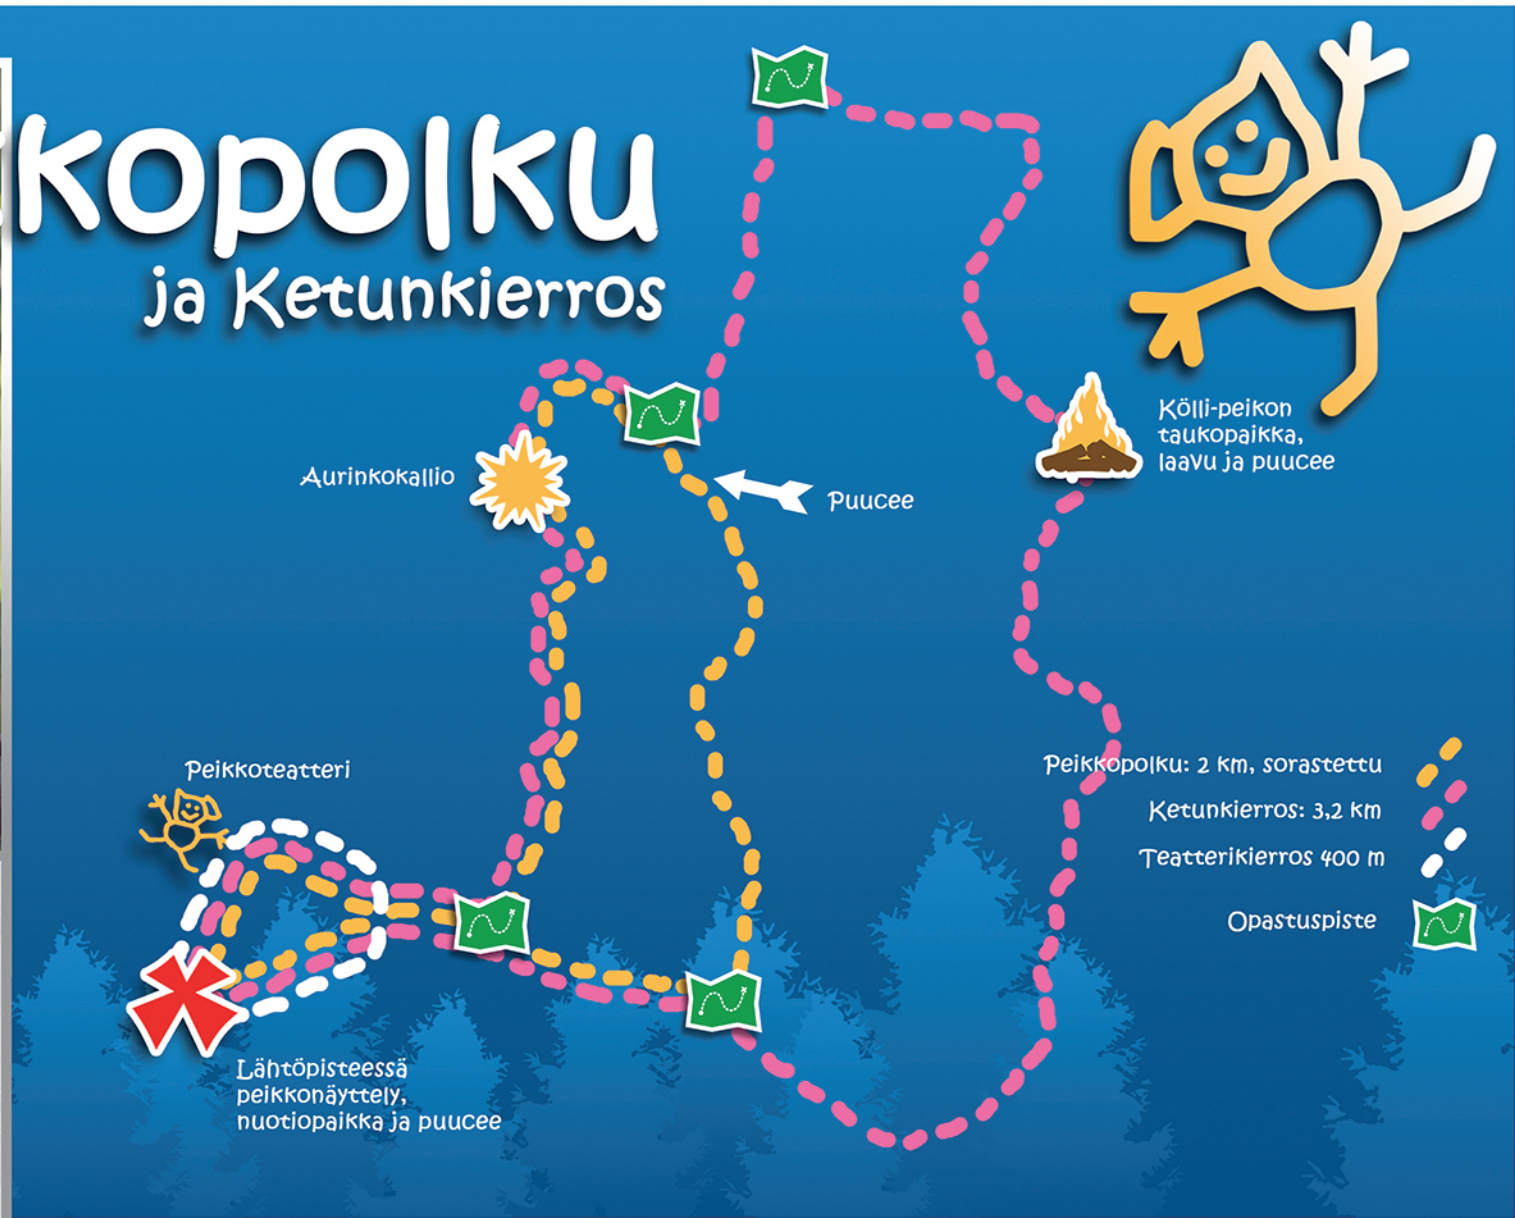 kopolku
ja Ketunkierros
Kölli-peikon
taukopaikka,
laavu ja puucee
Aurinkokallio
Puucee
Peikkoteatteri
Peikkopolku: 2 km, sorastettu
Ketunkierros: 3,2 km
Teatterikierros 400 m
Opastuspiste
Lähtöpisteessä
peikkonäyttely,
nuotiopaikka ja puucee